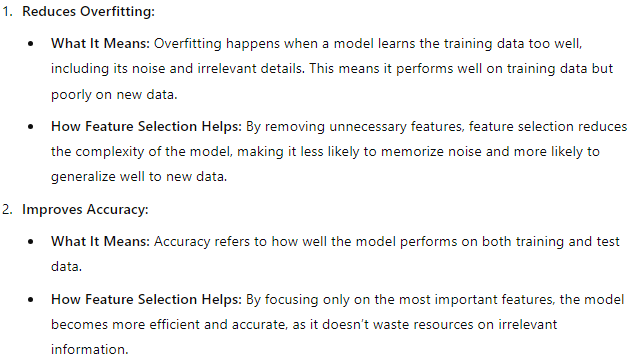 1. Reduces Overfitting:
• What It Means: Overfitting happens when a model learns the training data too well,
including its noise and irrelevant details. This means it performs well on training data but
poorly on new data.
• How Feature Selection Helps: By removing unnecessary features, feature selection reduces
the complexity of the model, making it less likely to memorize noise and more likely to
generalize well to new data.
2. Improves Accuracy:
• What It Means: Accuracy refers to how well the model performs on both training and test
data.
• How Feature Selection Helps: By focusing only on the most important features, the model
becomes more efficient and accurate, as it doesn't waste resources on irrelevant
information.